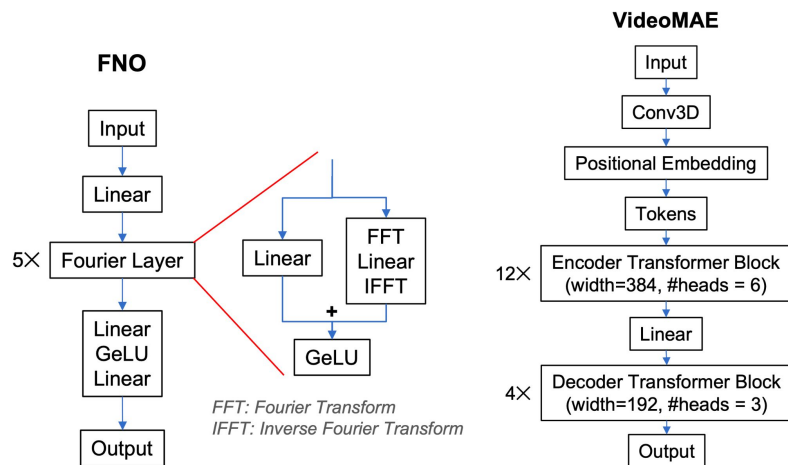 FNO
Input
Linear
5× Fourier Layer
Linear
GeLU
Linear
Output
Linear
FFT
Linear
IFFT
+
GeLU
FFT: Fourier Transform
IFFT: Inverse Fourier Transform
VideoMAE
Input
Conv3D
Positional Embedding
Tokens
12× Encoder Transformer Block
(width=384, #heads = 6)
Linear
4× Decoder Transformer Block
(width=192, #heads = 3)
Output